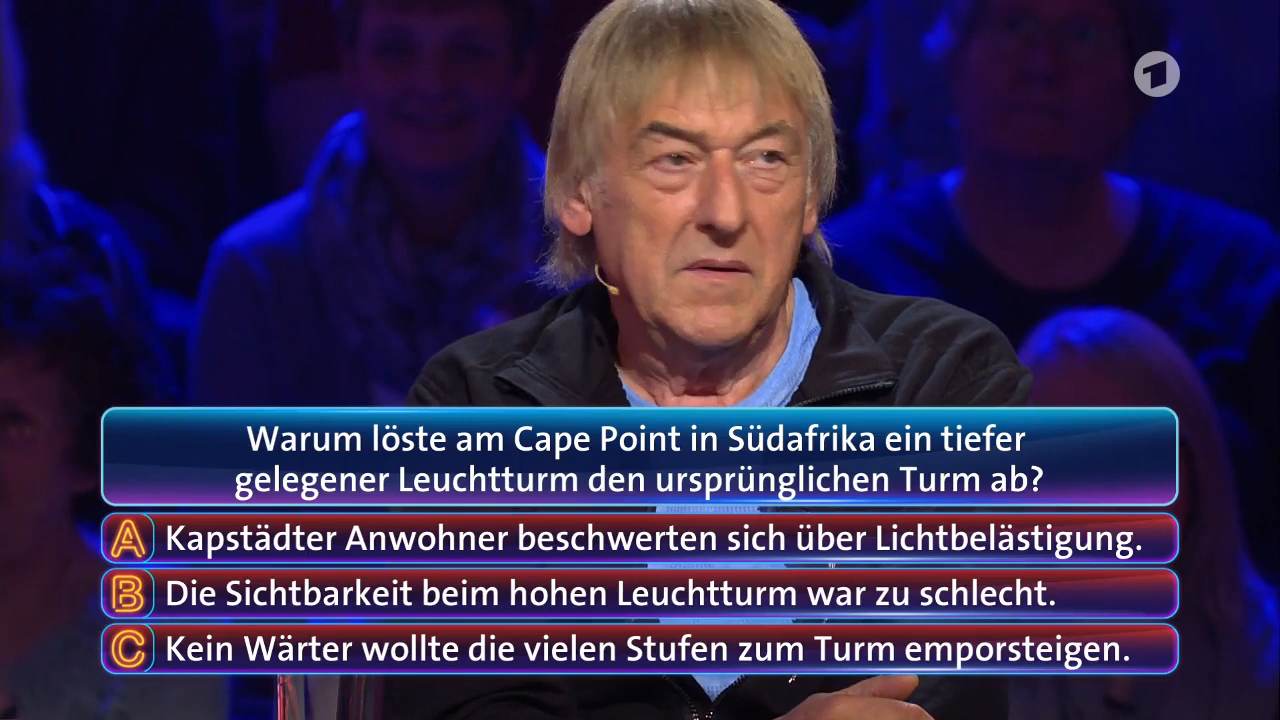 Warum löste am Cape Point in Südafrika ein tiefer
gelegener Leuchtturm den ursprünglichen Turm ab?
A Kapstädter Anwohner beschwerten sich über Lichtbelästigung.
B Die Sichtbarkeit beim hohen Leuchtturm war zu schlecht.
C Kein Wärter wollte die vielen Stufen zum Turm emporsteigen.
1